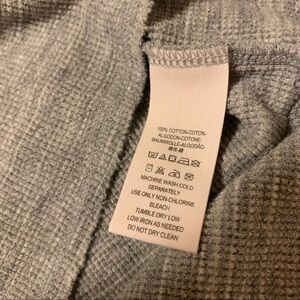 100% COTTON-COTON-
ALGODON-COTONE-
BAUMWOLLE-ALGODÃO-
MACHINE WASH COLD
SEPARATELY
USE ONLY NON-CHLORINE
BLEACH
TUMBLE DRY LOW
LOW IRON AS NEEDED
DO NOT DRY CLEAN